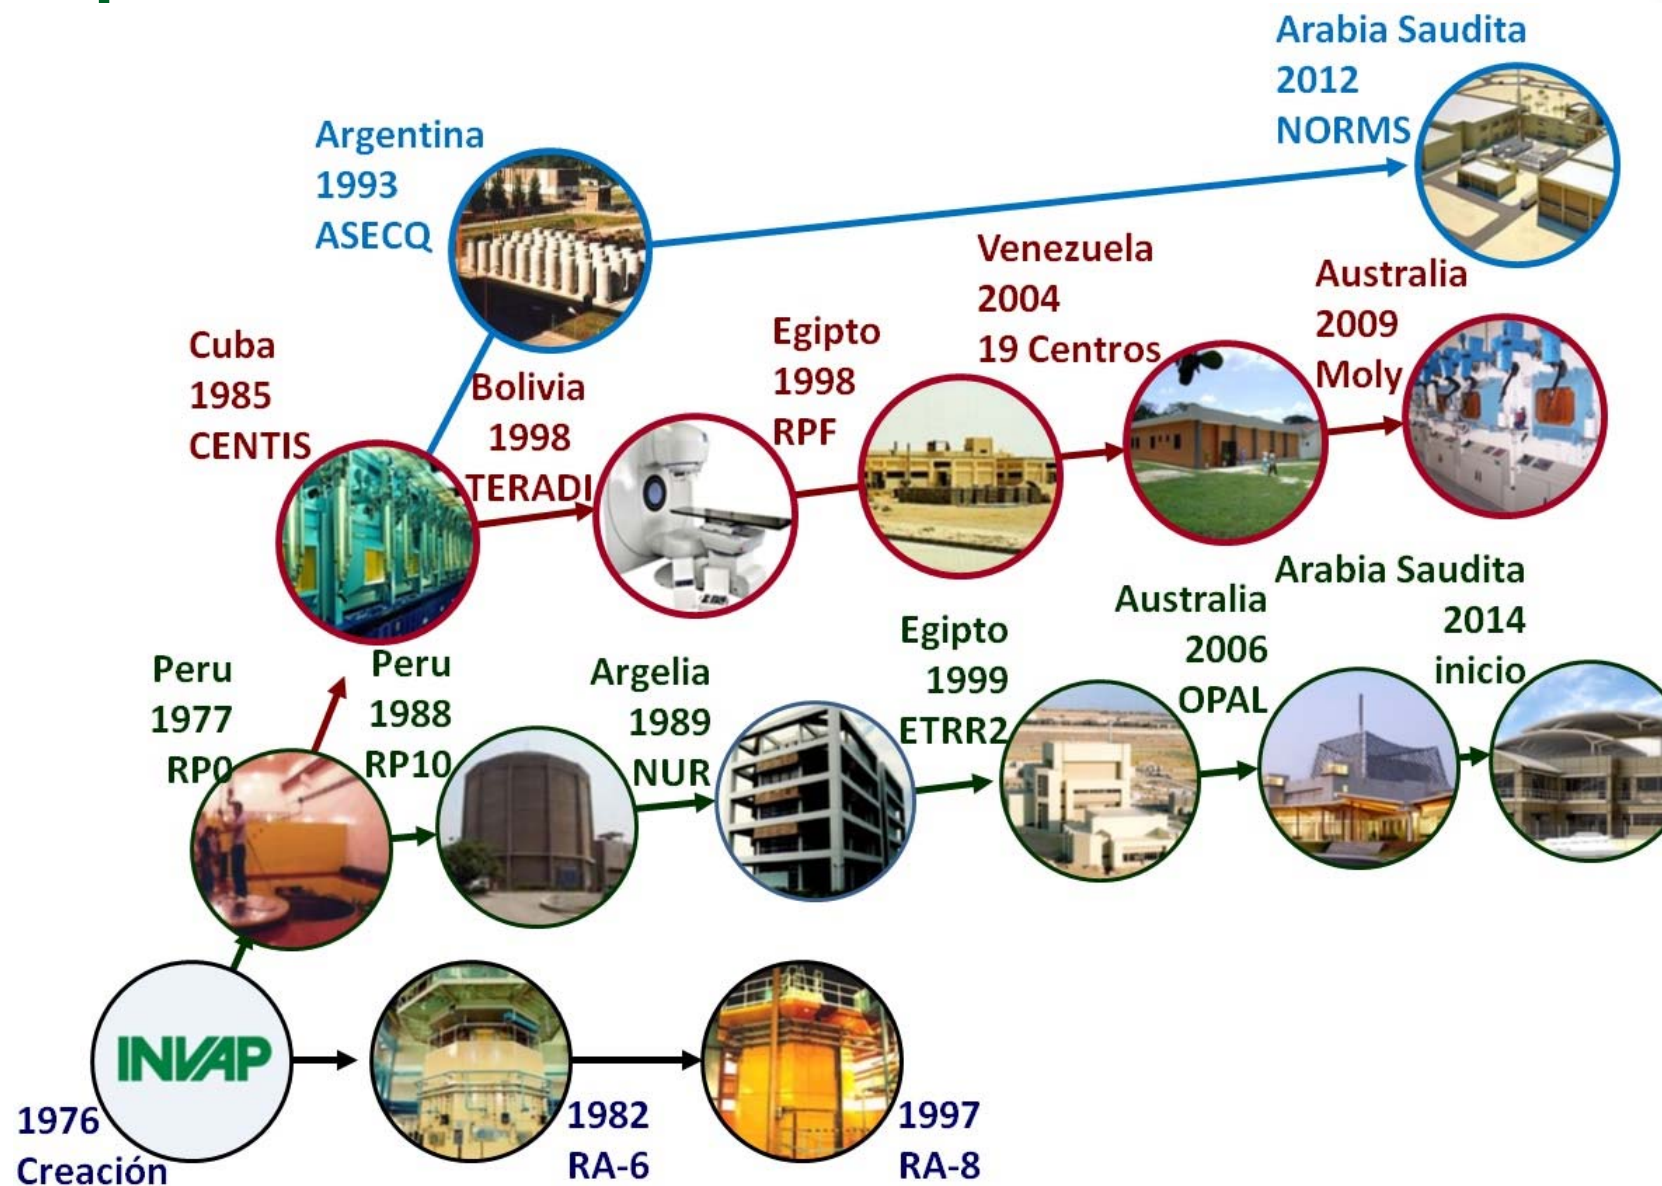 Arabia Saudita
2012
NORMS
Argentina
1993
ASECQ
Venezuela
2004
19 Centros
Australia
2009
Moly
Egipto
1998
RPF
Cuba
1985
CENTIS
Bolivia
1998
TERADI
Arabia Saudita
2014
inicio
Australia
2006
OPAL
Egipto
1999
ETRR2
Argelia
1989
NUR
Peru
1988
RP10
Peru
1977
RP0
INVAP
1976
Creación
1982
RA-6
1997
RA-8